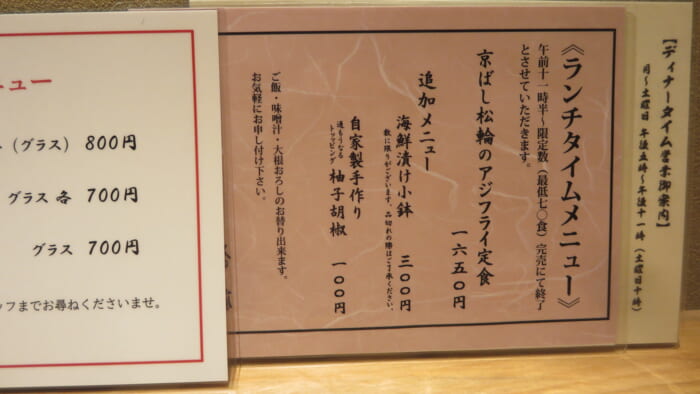 【ディナータイム営業御案内】
月〜土曜日 午後五時〜午後十一時 (土曜日十時)
《ランチタイムメニュー》
午前十一時半〜限定数(最低七〇食)完売にて終了
とさせていただきます。
京ばし松輪のアジフライ定食
一六五〇円
追加メニュー
海鮮漬け小鉢 三〇〇円
数に限りがございます。品切れの際はご了承ください。
自家製手作り
通もうなる
トッピング
柚子胡椒 一〇〇円
ご飯・味噌汁・大根おろしのお替り出来ます。
お気軽にお申し付け下さい。
ニュー
(グラス) 800円
グラス 各 700円
グラス 700円
ッフまでお尋ねくださいませ。